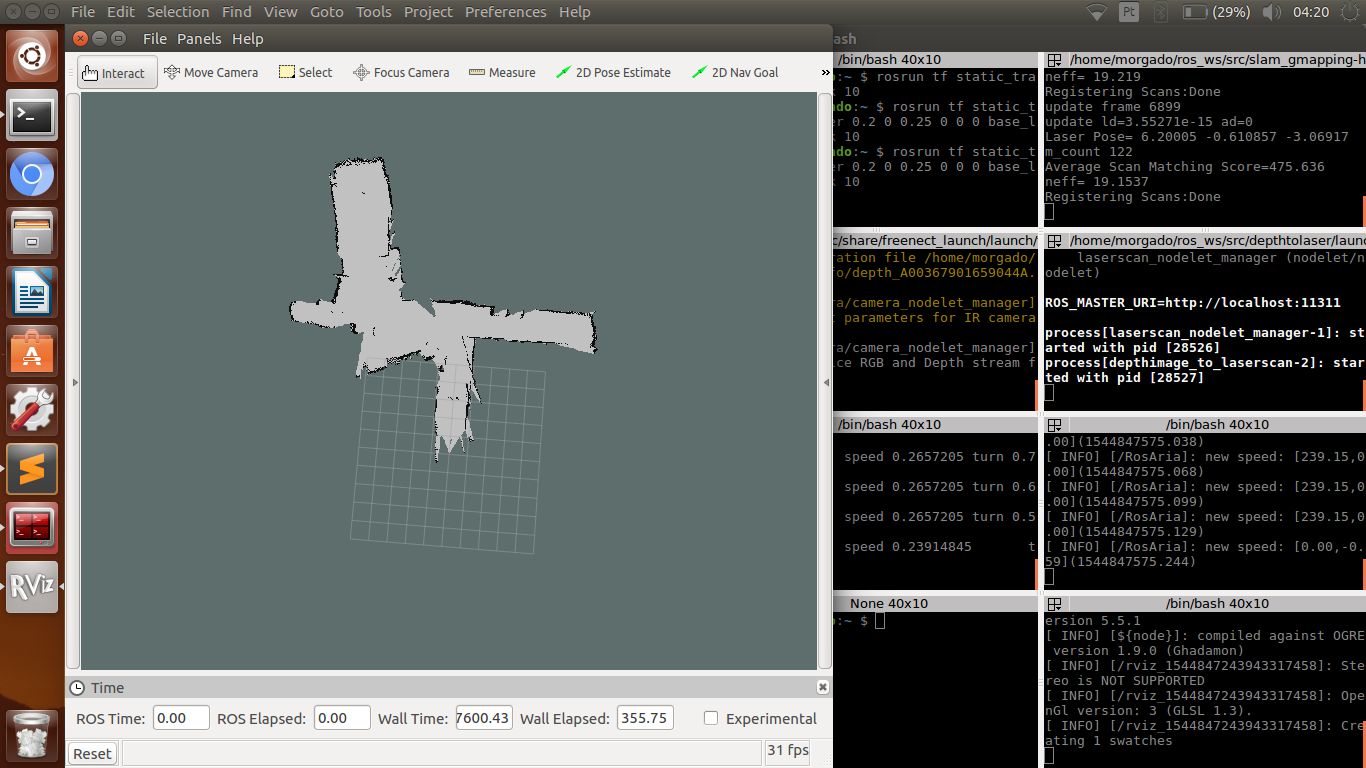 File Edit Selection Find View Goto Tools Project Preferences Help
Pt (29%) 04:20
File Panels Help
Interact Move Camera Select Focus Camera Measure 2D Pose Estimate 2D Nav Goal »
ash
/bin/bash 40x10
:~ $ rosrun tf static_tra
k 10
do:~ $ rosrun tf static_t
er 0.2 0 0.25 0 0 0 base_l
k 10
do:~ $ rosrun tf static_t
er 0.2 0 0.25 0 0 0 base_l
k 10
/home/morgado/ros_ws/src/slam_gmapping-h
neff= 19.219
Registering Scans:Done
update frame 6899
update ld=3.55271e-15 ad=0
Laser Pose= 6.20005 -0.610857 -3.06917
m_count 122
Average Scan Matching Score=475.636
neff= 19.1537
Registering Scans:Done
c/share/freenect_launch/launch/
ration file /home/morgado/
fo/depth_A00367901659044A.
ra/camera_nodelet_manager]
t parameters for IR camera
ra/camera_nodelet_manager]
ce RGB and Depth stream f
/home/morgado/ros_ws/src/depthtolaser/launc
laserscan_nodelet_manager (nodelet/n
odelet)
ROS_MASTER_URI=http://localhost:11311
process[laserscan_nodelet_manager-1]: st
arted with pid [28526]
process[depthimage_to_laserscan-2]: star
ted with pid [28527]
/bin/bash 40x10
speed 0.2657205 turn 0.7
speed 0.2657205 turn 0.6
speed 0.2657205 turn 0.5
speed 0.23914845 t
/bin/bash 40x10
.00](1544847575.038)
[ INFO] [/RosAria]: new speed: [239.15,0
.00](1544847575.068)
[ INFO] [/RosAria]: new speed: [239.15,0
.00](1544847575.099)
[ INFO] [/RosAria]: new speed: [239.15,0
.00](1544847575.129)
[ INFO] [/RosAria]: new speed: [0.00,-0.
59](1544847575.244)
None 40x10
:~ $
/bin/bash 40x10
ersion 5.5.1
[ INFO] [${node}]: compiled against OGRE
version 1.9.0 (Ghadamon)
[ INFO] [/rviz_1544847243943317458]: Ste
reo is NOT SUPPORTED
[ INFO] [/rviz_1544847243943317458]: Ope
nGl version: 3 (GLSL 1.3).
[ INFO] [/rviz_1544847243943317458]: Cre
ating 1 swatches
RViz
Time
ROS Time: 0.00 ROS Elapsed: 0.00 Wall Time: 7600.43 Wall Elapsed: 355.75 Experimental
Reset 31 fps